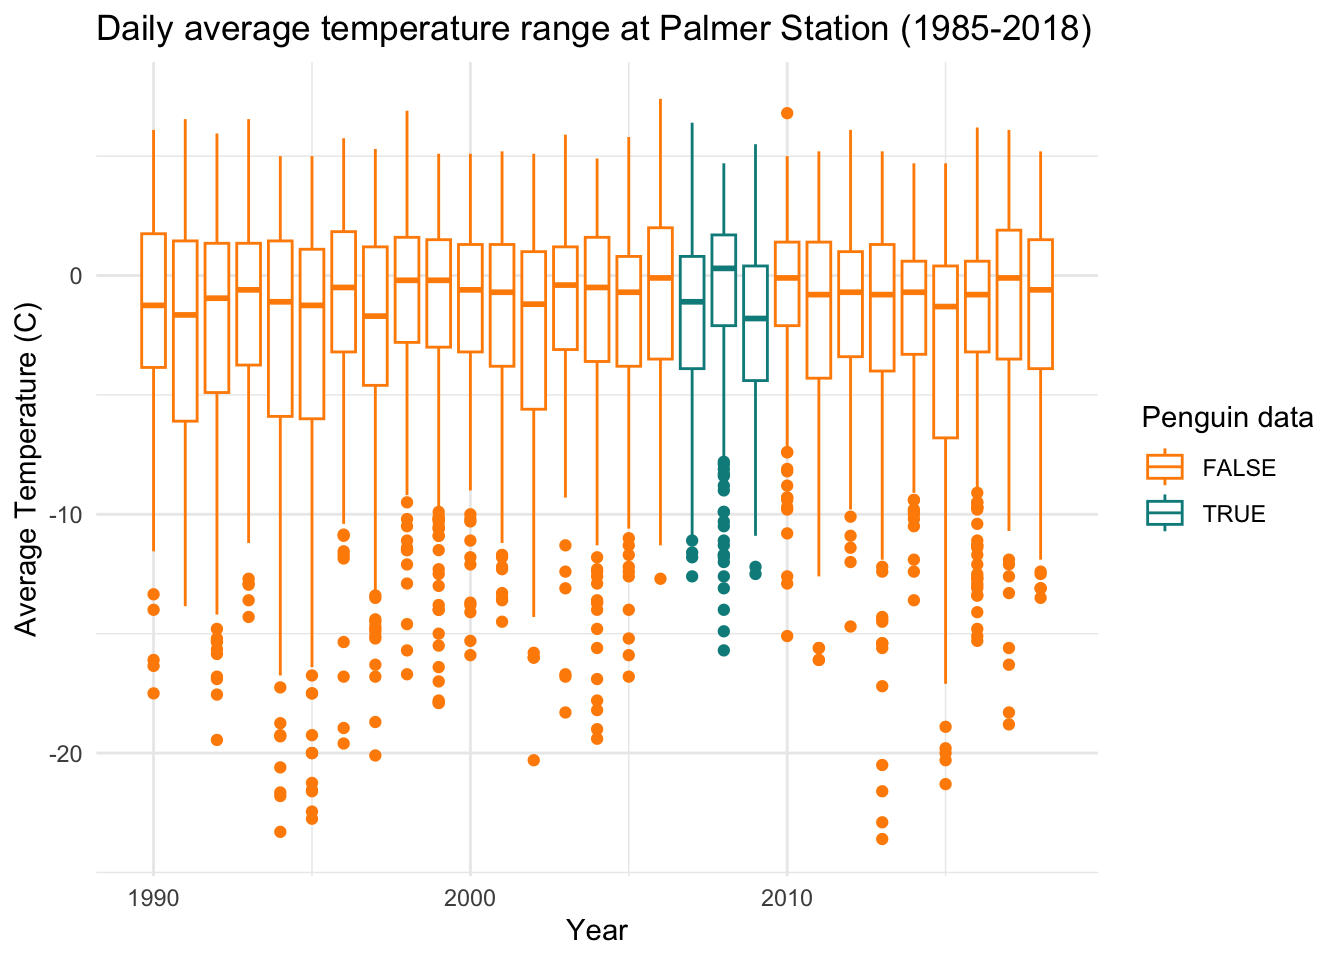 Daily average temperature range at Palmer Station (1985-2018)
Average Temperature (C)
0
-10
-20
1990
2000
2010
Year
Penguin data
FALSE
TRUE